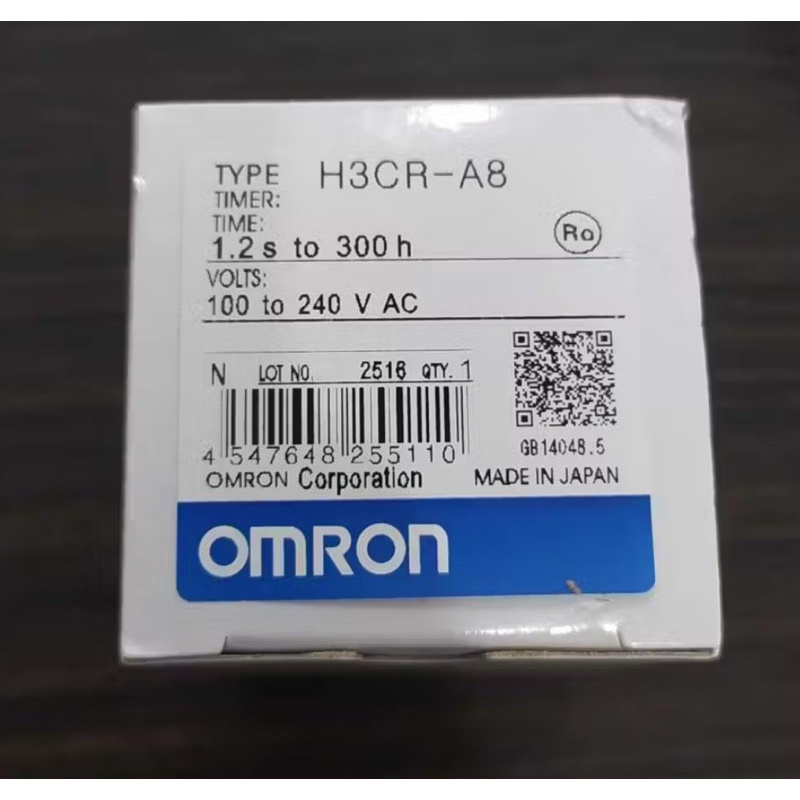 TYPE H3CR-A8
TIMER:
TIME:
1.2 s to 300 h
Ro
VOLTS:
100 to 240 V AC
N LOT NO. 2516 QTY. 1
4 547648 255110
GB14048.5
OMRON Corporation MADE IN JAPAN
OMRON